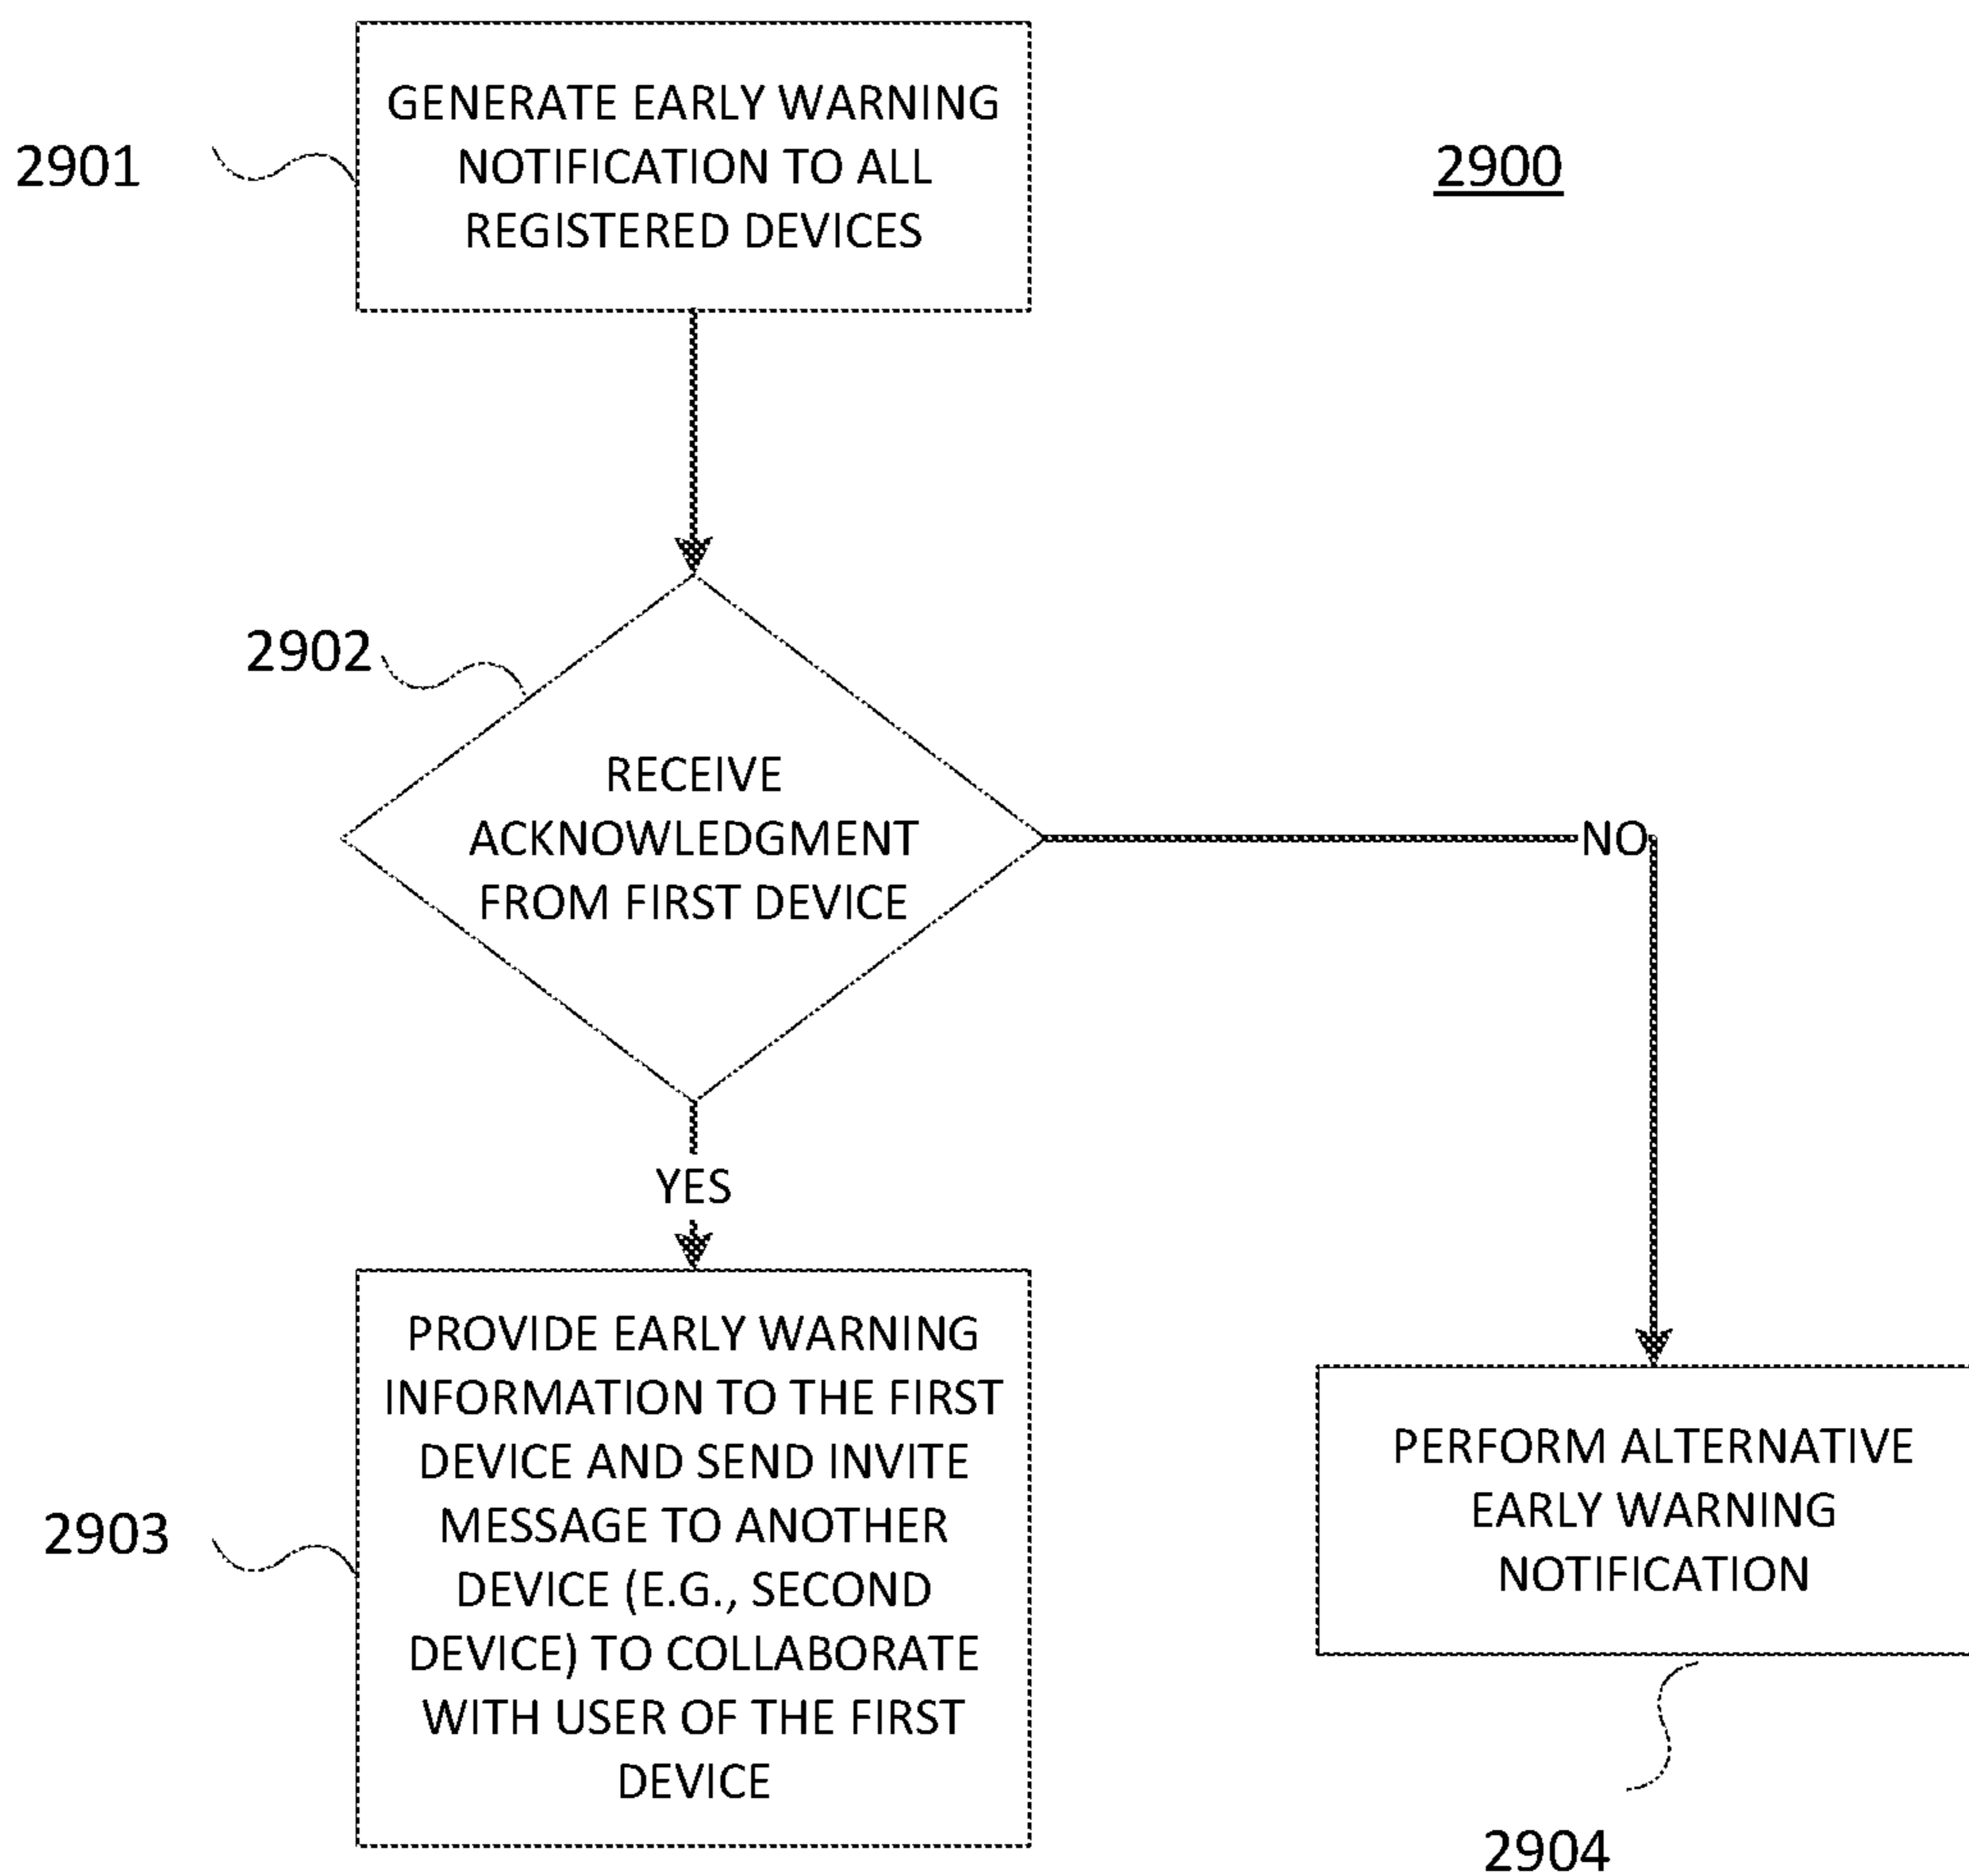 GENERATE EARLY WARNING
NOTIFICATION TO ALL
REGISTERED DEVICES
2901
2900
2902
RECEIVE
ACKNOWLEDGMENT
FROM FIRST DEVICE
NO
YES
PROVIDE EARLY WARNING
INFORMATION TO THE FIRST
DEVICE AND SEND INVITE
MESSAGE TO ANOTHER
DEVICE (E.G., SECOND
DEVICE) TO COLLABORATE
WITH USER OF THE FIRST
DEVICE
2903
PERFORM ALTERNATIVE
EARLY WARNING
NOTIFICATION
2904